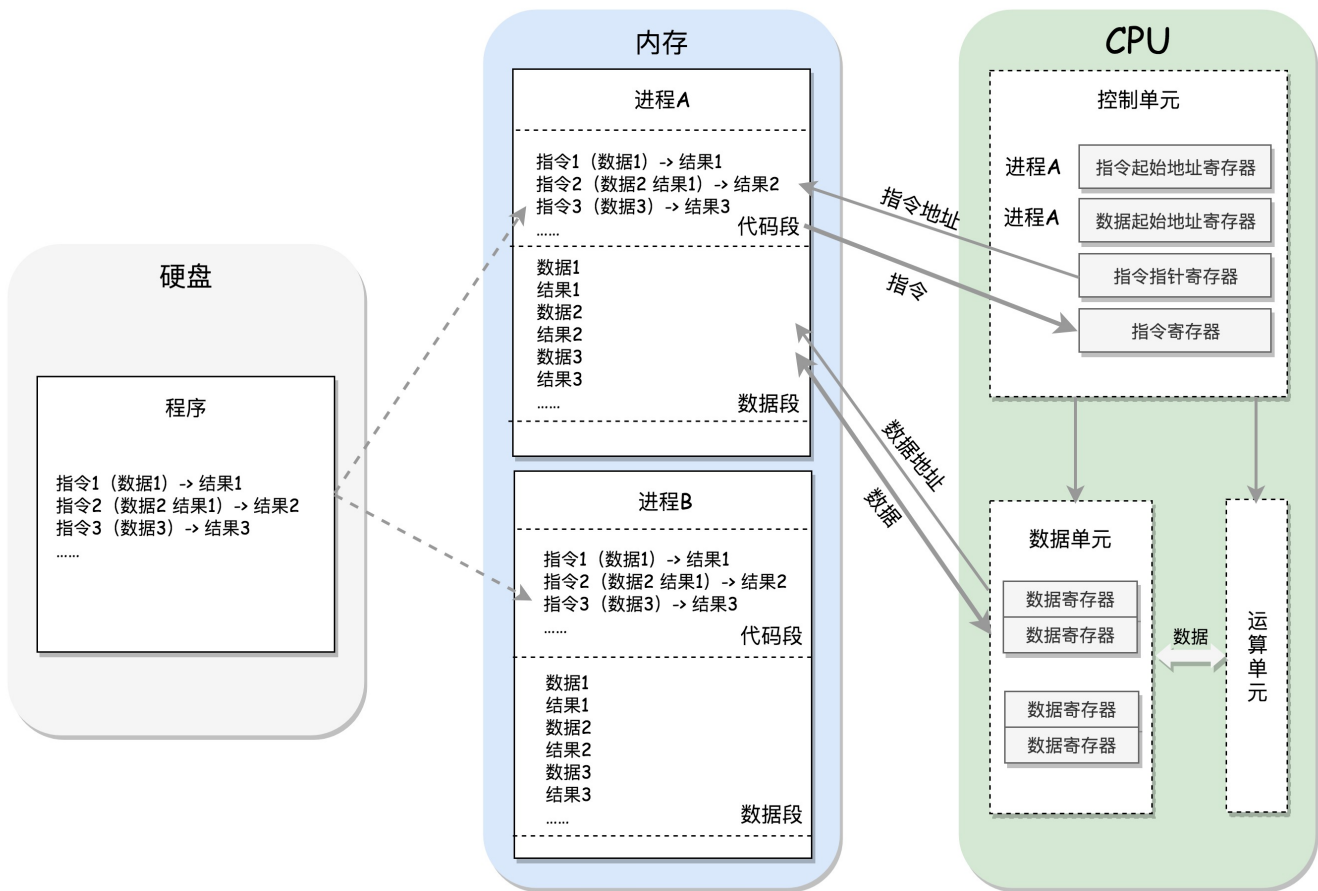 硬盘
程序
指令1（数据1）-> 结果1
指令2（数据2 结果1）-> 结果2
指令3（数据3）-> 结果3
......
内存
进程A
指令1（数据1）-> 结果1
指令2（数据2 结果1）-> 结果2
指令3（数据3）-> 结果3
......
代码段
数据1
结果1
数据2
结果2
数据3
结果3
......
数据段
进程B
指令1（数据1）-> 结果1
指令2（数据2 结果1）-> 结果2
指令3（数据3）-> 结果3
......
代码段
数据1
结果1
数据2
结果2
数据3
结果3
......
数据段
指令地址
指令
数据地址
数据
CPU
控制单元
进程A 指令起始地址寄存器
进程A 数据起始地址寄存器
指令指针寄存器
指令寄存器
数据单元
数据寄存器
数据寄存器
数据寄存器
数据寄存器
数据
运算单元